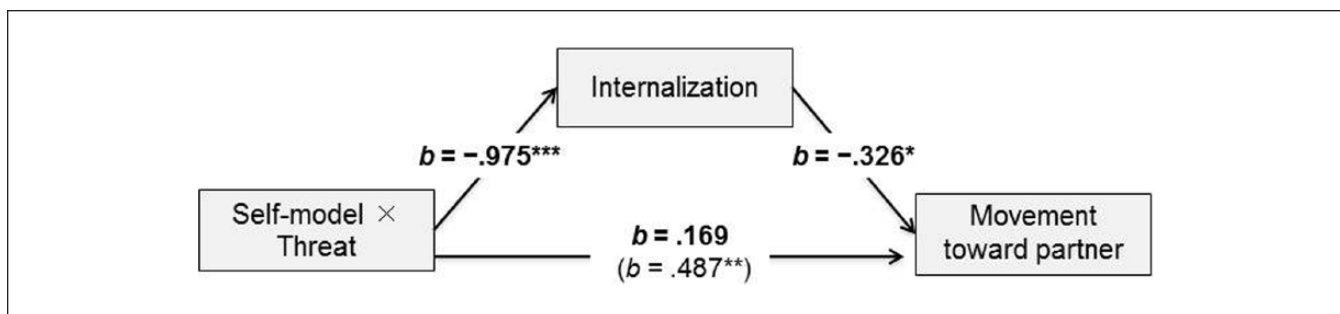 Internalization
b = −.975***
b = −.326*
Self-model ×
Threat
b = .169
(b = .487**)
Movement
toward partner